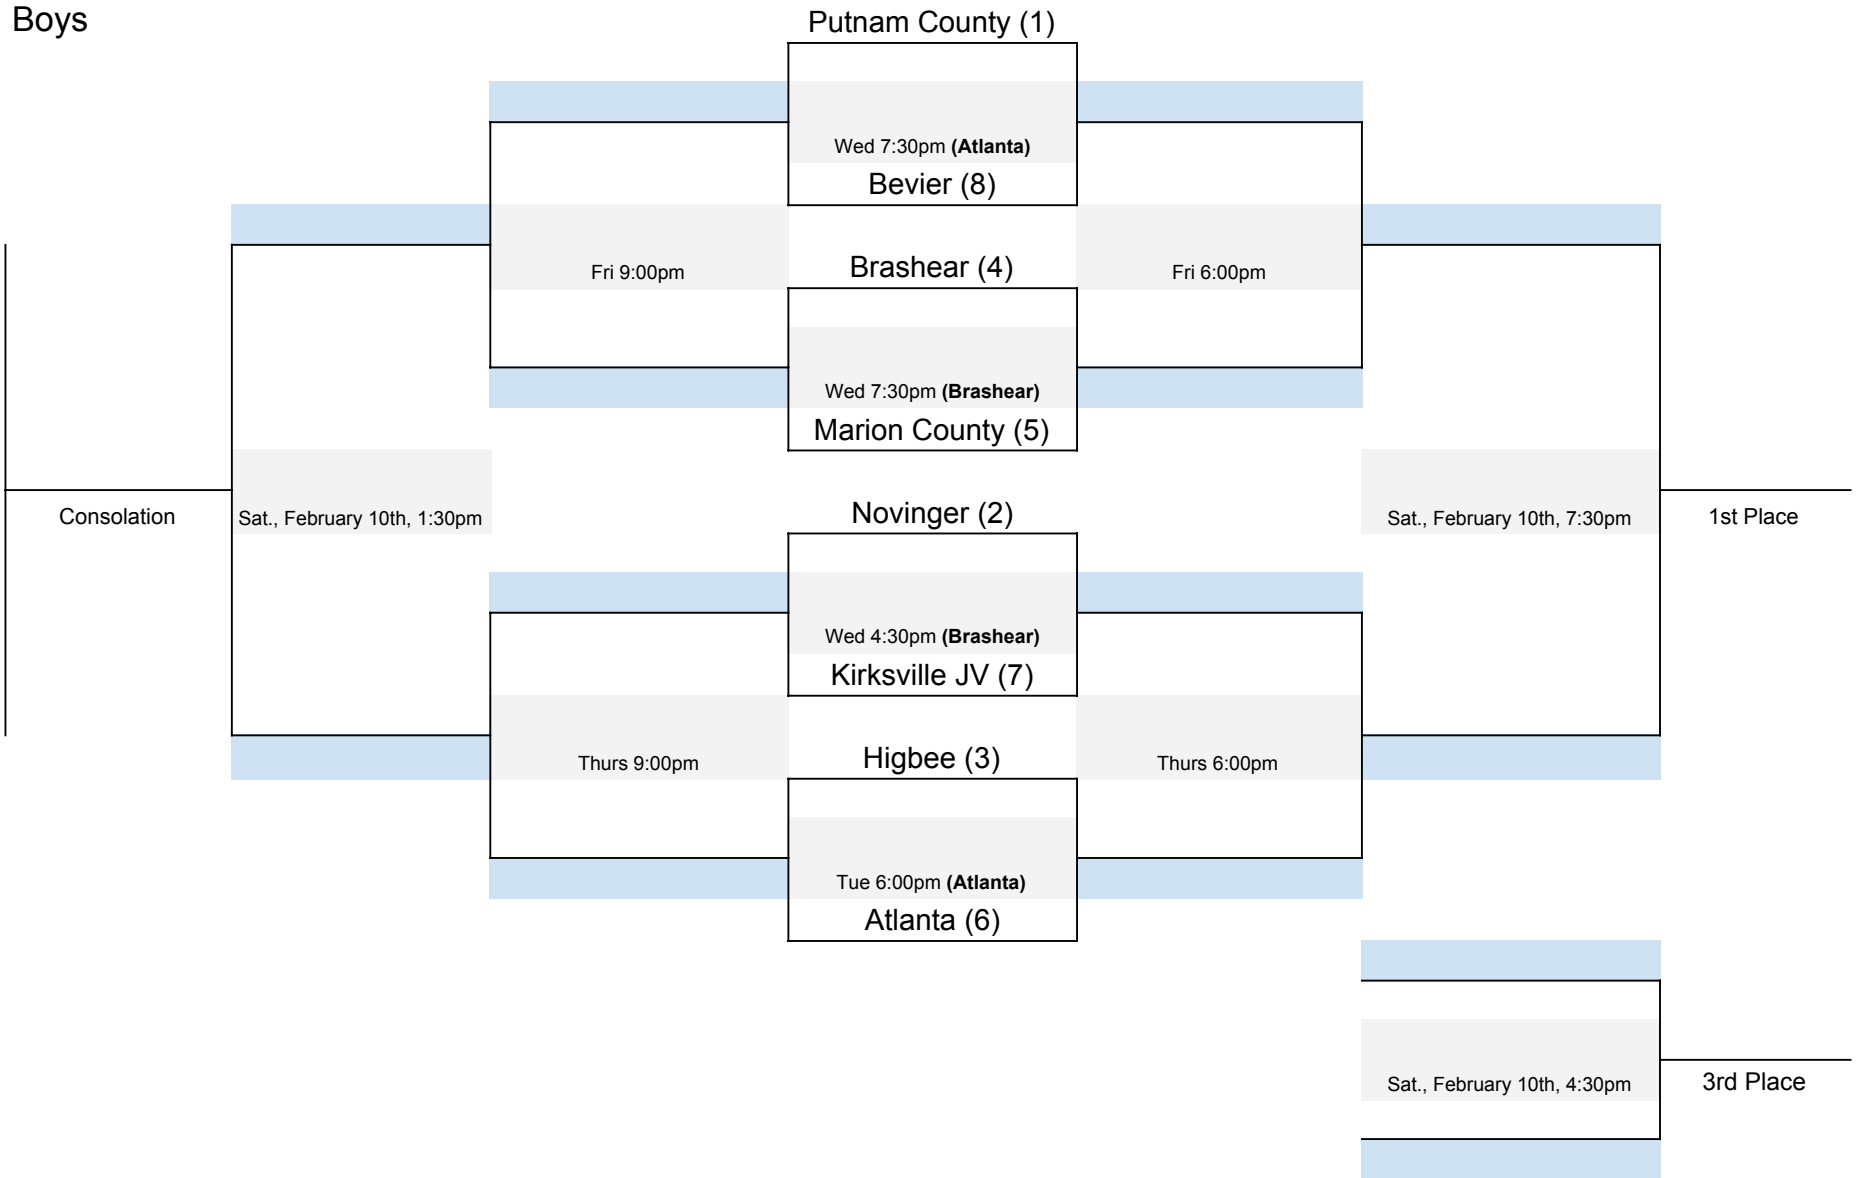 Boys
Putnam County (1)
Wed 7:30pm (Atlanta)
Bevier (8)
Fri 9:00pm
Brashear (4)
Fri 6:00pm
Wed 7:30pm (Brashear)
Marion County (5)
Consolation
Sat., February 10th, 1:30pm
Novinger (2)
Sat., February 10th, 7:30pm
1st Place
Wed 4:30pm (Brashear)
Kirksville JV (7)
Thurs 9:00pm
Higbee (3)
Thurs 6:00pm
Tue 6:00pm (Atlanta)
Atlanta (6)
Sat., February 10th, 4:30pm
3rd Place